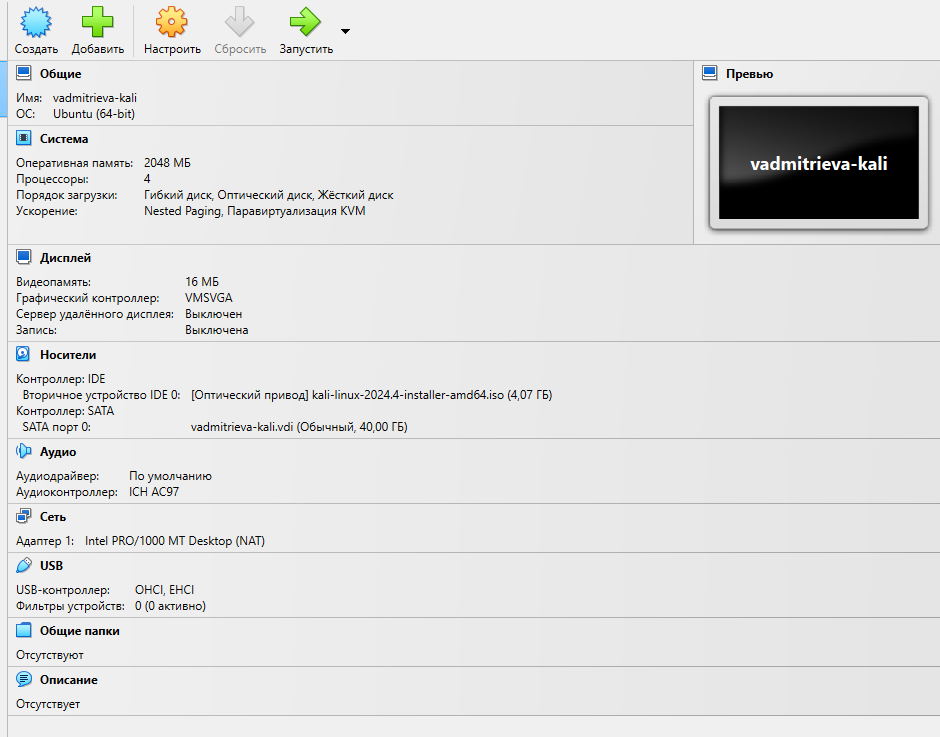 Создать Добавить Настроить Сбросить Запустить
Общие
Имя: vadmitrieva-kali
ОС: Ubuntu (64-bit)
Система
Оперативная память: 2048 МБ
Процессоры: 4
Порядок загрузки: Гибкий диск, Оптический диск, Жёсткий диск
Ускорение: Nested Paging, Паравиртуализация KVM
Превью
vadmitrieva-kali
Дисплей
Видеопамять: 16 МБ
Графический контроллер: VMSVGA
Сервер удалённого дисплея: Выключен
Запись: Выключена
Носители
Контроллер: IDE
Вторичное устройство IDE 0: [Оптический привод] kali-linux-2024.4-installer-amd64.iso (4,07 ГБ)
Контроллер: SATA
SATA порт 0: vadmitrieva-kali.vdi (Обычный, 40,00 ГБ)
Аудио
Аудиодрайвер: По умолчанию
Аудиоконтроллер: ICH AC97
Сеть
Адаптер 1: Intel PRO/1000 MT Desktop (NAT)
USB
USB-контроллер: OHCI, EHCI
Фильтры устройств: 0 (0 активно)
Общие папки
Отсутствуют
Описание
Отсутствует